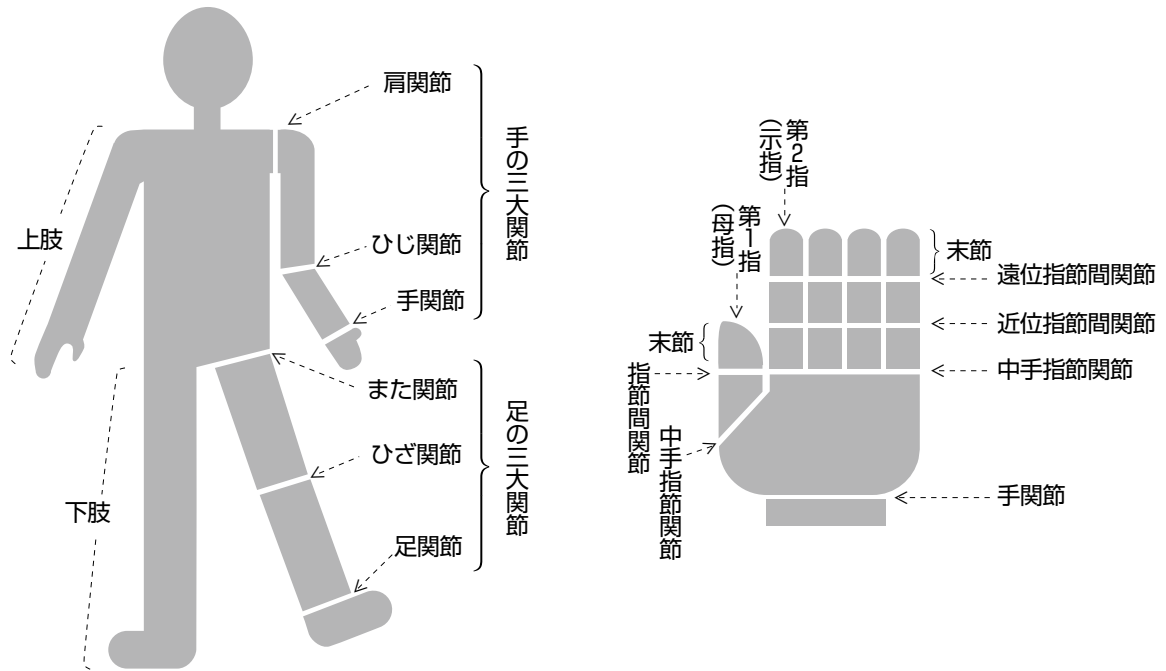 肩関節
手の三大関節
上肢
ひじ関節
手関節
また関節
ひざ関節
足の三大関節
下肢
足関節
第2指
(示指)
第1指
(母指)
末節
遠位指節間関節
近位指節間関節
末節
中手指節関節
指節間関節
中手指節関節
手関節